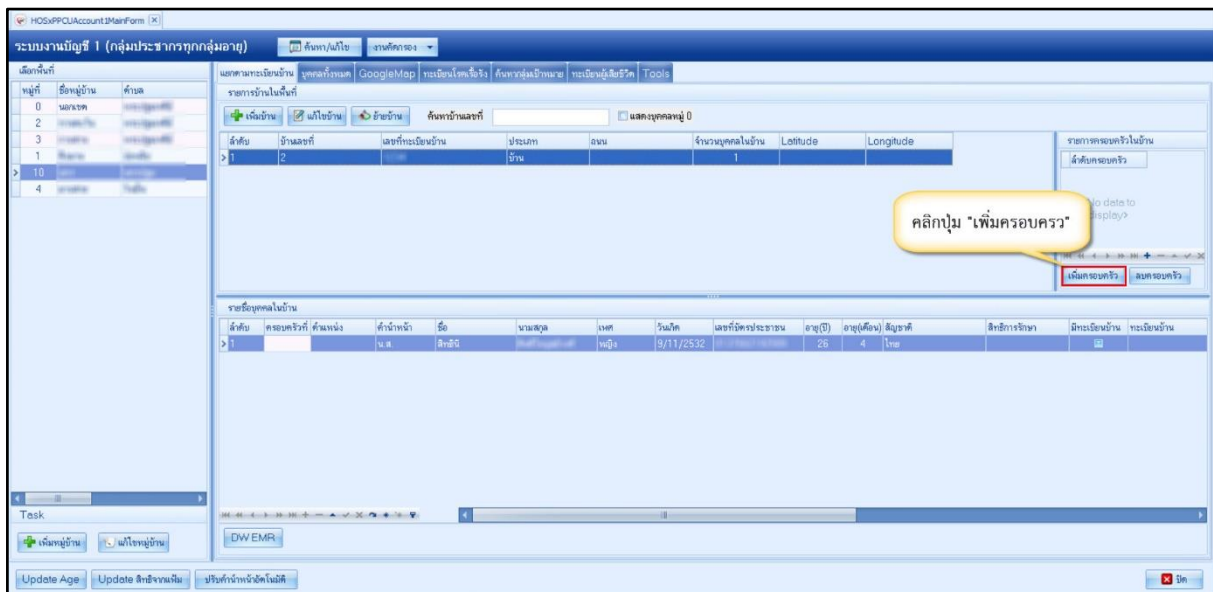 HOSxPPCUAccount1MainForm
ระบบงานบัญชี 1 (กลุ่มประชากรทุกกลุ่มอายุ) ค้นหา/แก้ไข งานคัดกรอง
เลือกพื้นที่
หมู่ที่ ชื่อหมู่บ้าน ตำบล
0 นอกเขต
2
3
1
10
4
Task
เพิ่มหมู่บ้าน แก้ไขหมู่บ้าน
แยกตามทะเบียนบ้าน บุคคลทั้งหมด GoogleMap ทะเบียนโรคเรื้อรัง ค้นหากลุ่มเป้าหมาย ทะเบียนผู้เสียชีวิต Tools
รายการบ้านในพื้นที่
เพิ่มบ้าน แก้ไขบ้าน ย้ายบ้าน ค้นหาบ้านเลขที่ แสดงบุคคลหมู่ 0
ลำดับ บ้านเลขที่ เลขที่ทะเบียนบ้าน ประเภท ถนน จำนวนบุคคลในบ้าน Latitude Longitude
1 2 บ้าน 1
รายการครอบครัวในบ้าน
ลำดับครอบครัว
No data to
display>
คลิกปุ่ม "เพิ่มครอบครว"
เพิ่มครอบครัว ลบครอบครัว
รายชื่อบุคคลในบ้าน
ลำดับ ครอบครัวที่ ตำแหน่ง คำนำหน้า ชื่อ นามสกุล เพศ วันเกิด เลขที่บัตรประชาชน อายุ(ปี) อายุ(เดือน) สัญชาติ สิทธิการรักษา มีทะเบียนบ้าน ทะเบียนบ้าน
1 น.ส. สิทธินี หญิง 9/11/2532 26 4 ไทย
DW EMR
Update Age Update สิทธิจากแฟ้ม ปรับคำนำหน้าอัตโนมัติ ปิด